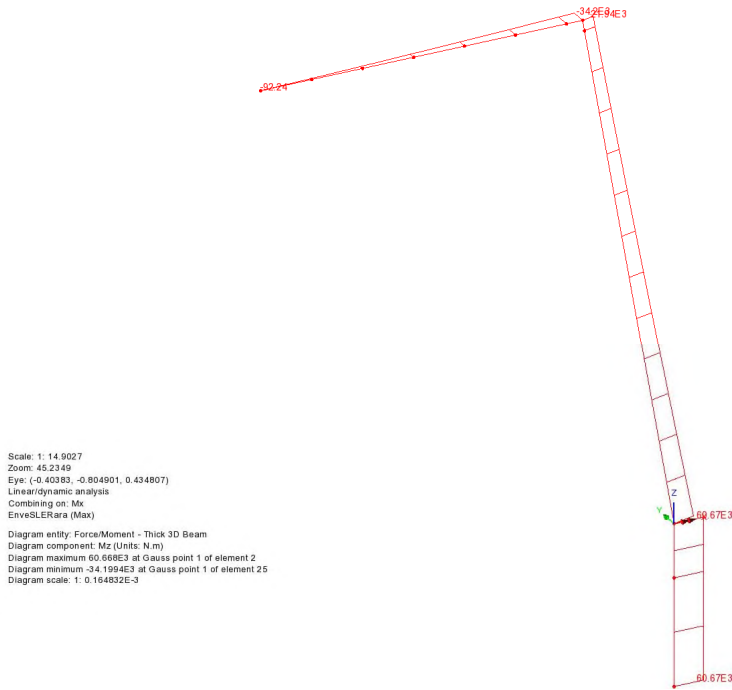 -34.2E3
-21.94E3
-92.24
Z
Y
60.67E3
60.67E3
Scale: 1: 14.9027
Zoom: 45.2349
Eye: (-0.40383, -0.804901, 0.434807)
Linear/dynamic analysis
Combining on: Mx
EnveSLERara (Max)
Diagram entity: Force/Moment - Thick 3D Beam
Diagram component: Mz (Units: N.m)
Diagram maximum 60.668E3 at Gauss point 1 of element 2
Diagram minimum -34.1994E3 at Gauss point 1 of element 25
Diagram scale: 1: 0.164832E-3